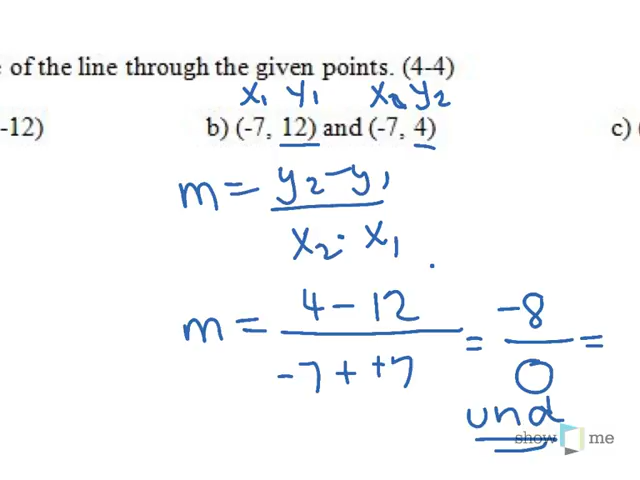 of the line through the given points. (4-4)
x₁ y₁ x₂ y₂
-12) b) (-7, 12) and (-7, 4) c) (
m = y₂-y₁
x₂ - x₁
m = 4 - 12 = -8 =
-7 + +7 0
und
show me